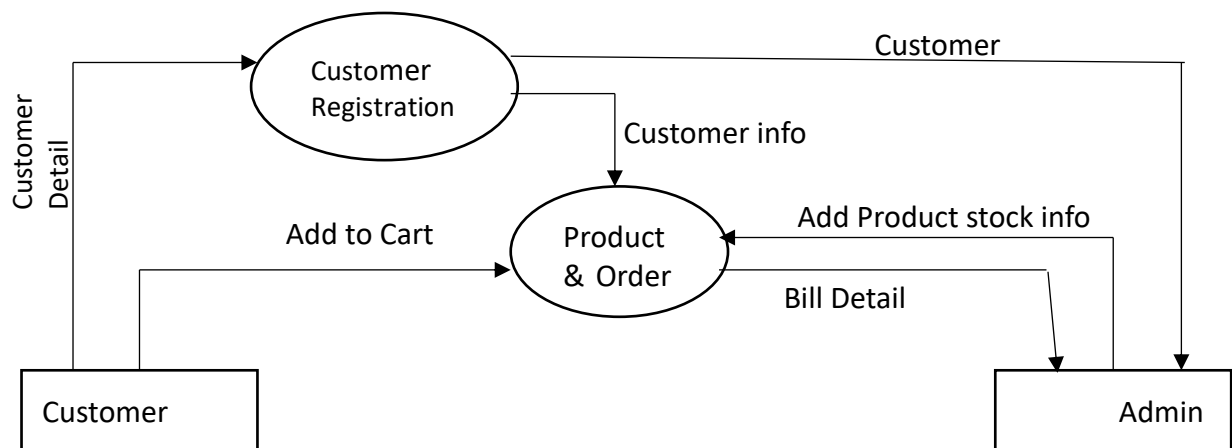 Customer
Customer
Registration
Customer info
Customer
Detail
Add to Cart
Product
& Order
Add Product stock info
Bill Detail
Customer
Admin